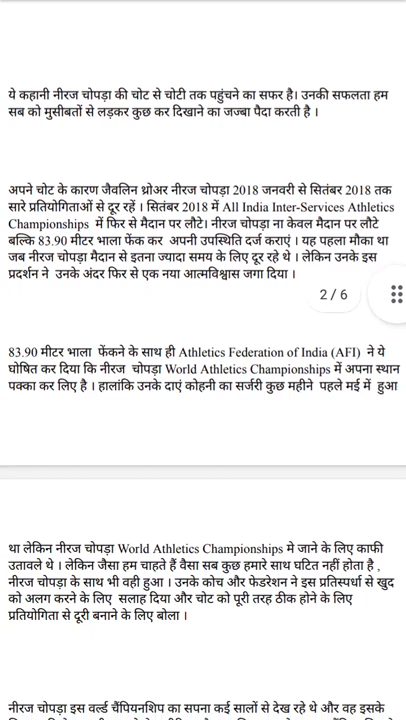 ये कहानी नीरज चोपड़ा की चोट से चोटी तक पहुंचने का सफर है। उनकी सफलता हम
सब को मुसीबतों से लड़कर कुछ कर दिखाने का जज्बा पैदा करती है ।
अपने चोट के कारण जैवलिन थ्रोअर नीरज चोपड़ा 2018 जनवरी से सितंबर 2018 तक
सारे प्रतियोगिताओं से दूर रहें । सितंबर 2018 में All India Inter-Services Athletics
Championships में फिर से मैदान पर लौटे। नीरज चोपड़ा ना केवल मैदान पर लौटे
बल्कि 83.90 मीटर भाला फेंक कर अपनी उपस्थिति दर्ज कराएं । यह पहला मौका था
जब नीरज चोपड़ा मैदान से इतना ज्यादा समय के लिए दूर रहे थे । लेकिन उनके इस
प्रदर्शन ने उनके अंदर फिर से एक नया आत्मविश्वास जगा दिया ।
2 / 6
83.90 मीटर भाला फेंकने के साथ ही Athletics Federation of India (AFI) ने ये
घोषित कर दिया कि नीरज चोपड़ा World Athletics Championships में अपना स्थान
पक्का कर लिए है । हालांकि उनके दाएं कोहनी का सर्जरी कुछ महीने पहले मई में हुआ
था लेकिन नीरज चोपड़ा World Athletics Championships मे जाने के लिए काफी
उतावले थे । लेकिन जैसा हम चाहते हैं वैसा सब कुछ हमारे साथ घटित नहीं होता है ,
नीरज चोपड़ा के साथ भी वही हुआ । उनके कोच और फेडरेशन ने इस प्रतिस्पर्धा से खुद
को अलग करने के लिए सलाह दिया और चोट को पूरी तरह ठीक होने के लिए
प्रतियोगिता से दूरी बनाने के लिए बोला ।
नीरज चोपड़ा इस वर्ल्ड चैंपियनशिप का सपना कई सालों से देख रहे थे और वह इसके